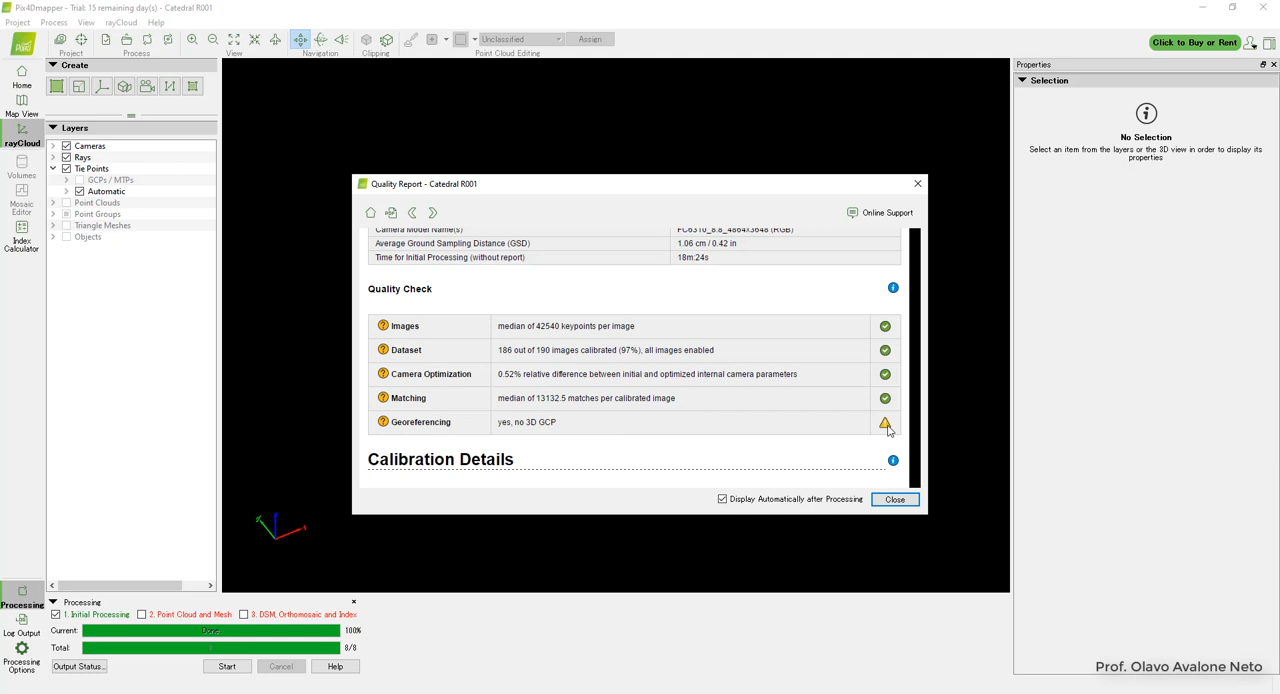 Pix4Dmapper - Trial: 15 remaining day(s) - Catedral R001
Project Process View rayCloud Help
Project
Process
View
Navigation
Clipping
Unclassified
Assign
Point Cloud Editing
Click to Buy or Rent
Home
Map View
rayCloud
Volumes
Mosaic
Editor
Index
Calculator
Create
Layers
Cameras
Rays
Tie Points
GCPs / MTPs
Automatic
Point Clouds
Point Groups
Triangle Meshes
Objects
Quality Report - Catedral R001
PDF
Online Support
Camera Model Name(s) FC6310_8.8_4864x3648 (RGB)
Average Ground Sampling Distance (GSD) 1.06 cm / 0.42 in
Time for Initial Processing (without report) 18m:24s
Quality Check
Images median of 42540 keypoints per image
Dataset 186 out of 190 images calibrated (97%), all images enabled
Camera Optimization 0.52% relative difference between initial and optimized internal camera parameters
Matching median of 13132.5 matches per calibrated image
Georeferencing yes, no 3D GCP
Calibration Details
Display Automatically after Processing
Close
Properties
Selection
No Selection
Select an item from the layers or the 3D view in order to display its
properties
Processing
Log Output
Processing
Options
Processing
1. Initial Processing 2. Point Cloud and Mesh 3. DSM, Orthomosaic and Index
Current: Done. 100%
Total: 8/8
Output Status... Start Cancel Help
Prof. Olavo Avalone Neto